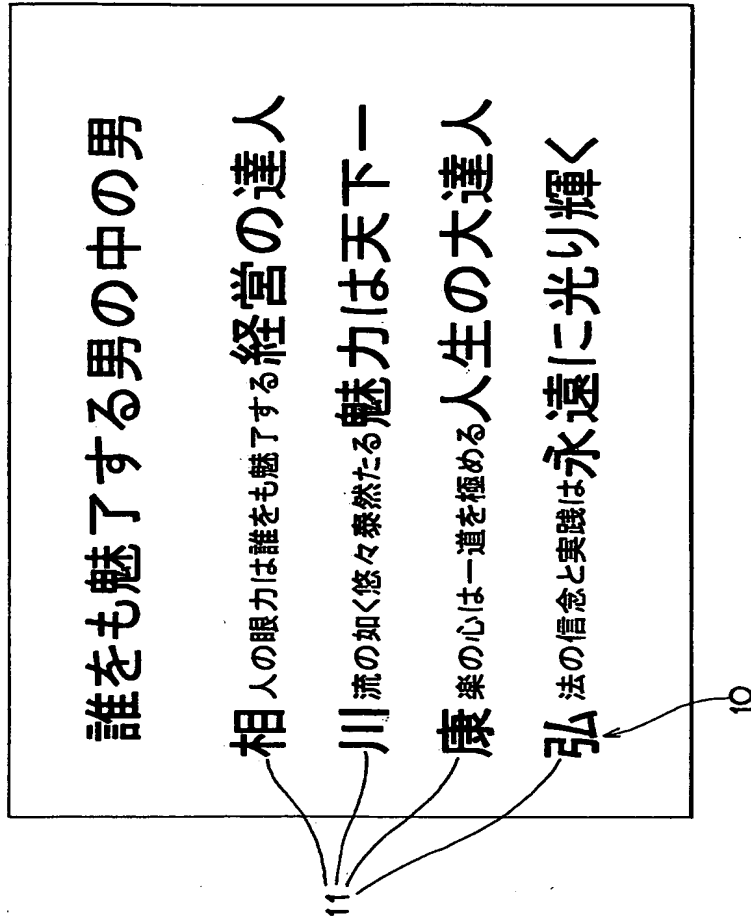 誰をも魅了する男の中の男
相人の眼力は誰をも魅了する経営の達人
川流の如く悠々泰然たる魅力は天下一
康楽の心は一道を極める人生の大達人
弘法の信念と実践は永遠に光り輝く
11
10